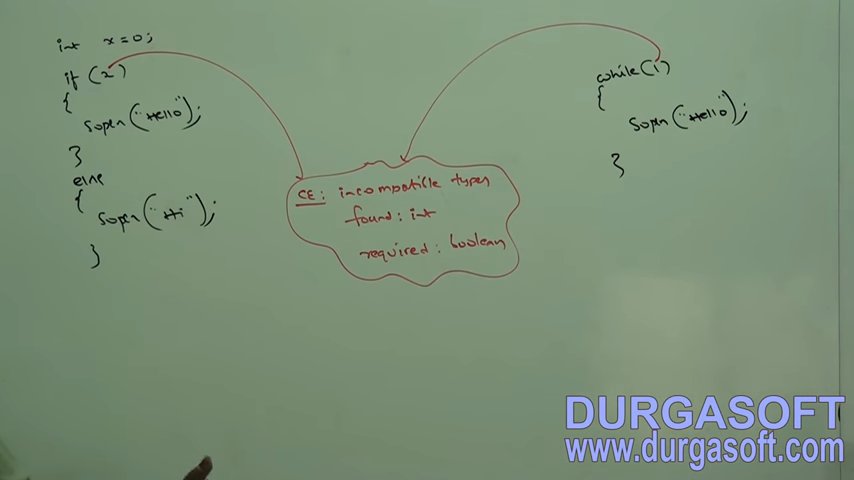 int x=0;
if (x)
{
Sopln("Hello");
}
else
{
Sopln("Hi");
}
CE: incompatible types
found: int
required: boolean
while(1)
{
Sopln("Hello");
}
DURGASOFT
www.durgasoft.com